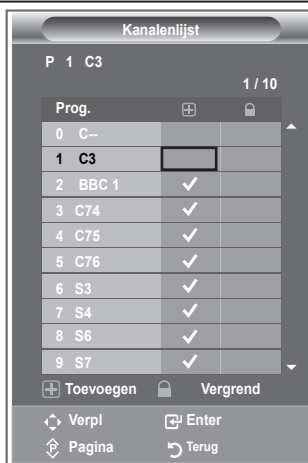 Kanalenlijst
P 1 C3
1 / 10
Prog.
0 C--
1 C3
2 BBC 1
3 C74
4 C75
5 C76
6 S3
7 S4
8 S6
9 S7
Toevoegen Vergrend
Verpl Enter
Pagina Terug